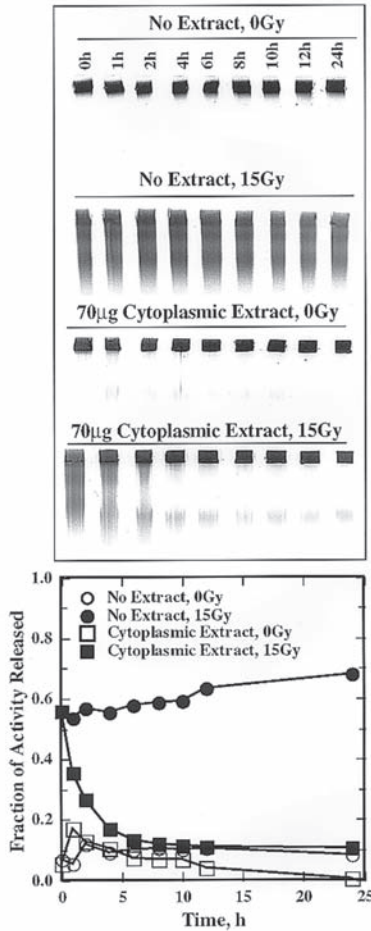 No Extract, 0Gy
0h 1h 2h 4h 6h 8h 10h 12h 24h
No Extract, 15Gy
70μg Cytoplasmic Extract, 0Gy
70μg Cytoplasmic Extract, 15Gy
1.0
0.8
0.6
0.4
0.2
0.0
Fraction of Activity Released
No Extract, 0Gy
No Extract, 15Gy
Cytoplasmic Extract, 0Gy
Cytoplasmic Extract, 15Gy
0 5 10 15 20 25
Time, h